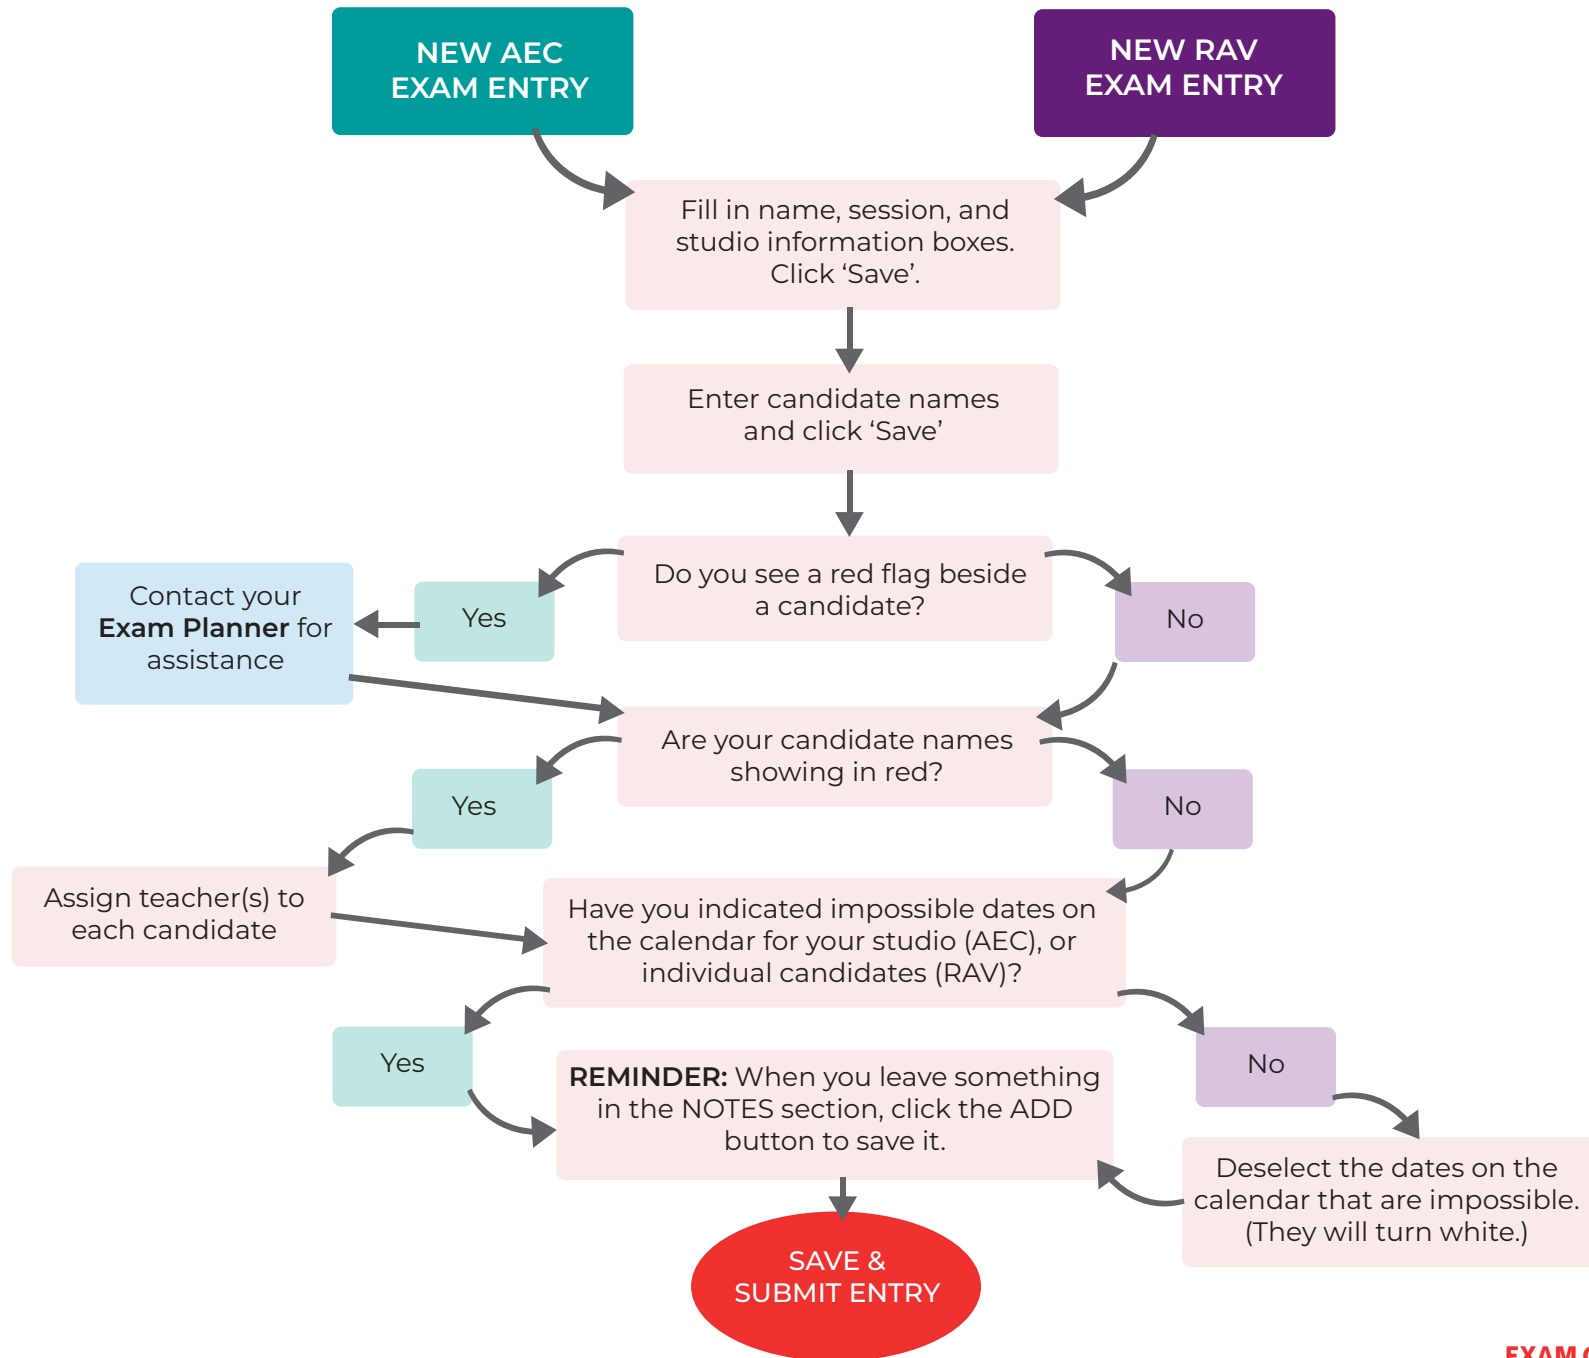 NEW AEC
EXAM ENTRY
NEW RAV
EXAM ENTRY
Fill in name, session, and
studio information boxes.
Click ‘Save’.
Enter candidate names
and click ‘Save’
Do you see a red flag beside
a candidate?
Yes
No
Contact your
Exam Planner for
assistance
Are your candidate names
showing in red?
Yes
No
Assign teacher(s) to
each candidate
Have you indicated impossible dates on
the calendar for your studio (AEC), or
individual candidates (RAV)?
Yes
No
REMINDER: When you leave something
in the NOTES section, click the ADD
button to save it.
Deselect the dates on the
calendar that are impossible.
(They will turn white.)
SAVE &
SUBMIT ENTRY
EXAM